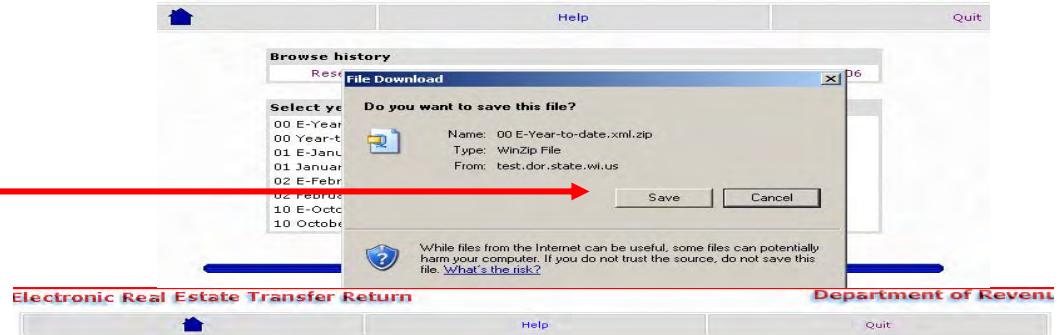 Help Quit
Browse history
Rese 06
File Download
Do you want to save this file?
Select ye
Name: 00 E-Year-to-date.xml.zip
Type: WinZip File
From: test.dor.state.wi.us
00 E-Year
00 Year-t
01 E-Janu
01 Januar
02 E-Febr
02 Februa
10 E-Octo
10 Octobe
Save Cancel
While files from the Internet can be useful, some files can potentially
harm your computer. If you do not trust the source, do not save this
file. What's the risk?
Electronic Real Estate Transfer Return Department of Revenu
Help Quit